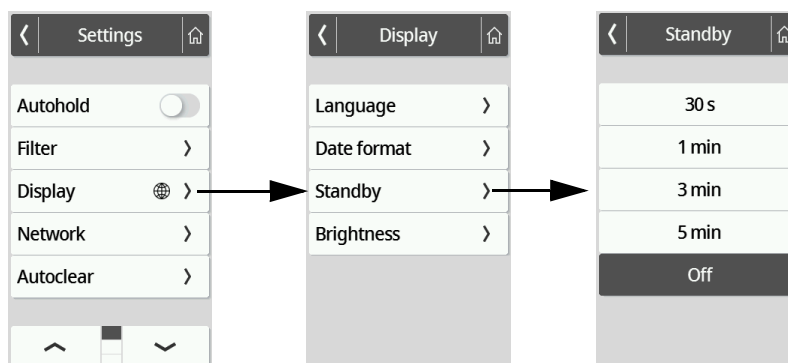 Settings
Autohold
Filter
Display
Network
Autoclear
Display
Language
Date format
Standby
Brightness
Standby
30 s
1 min
3 min
5 min
Off